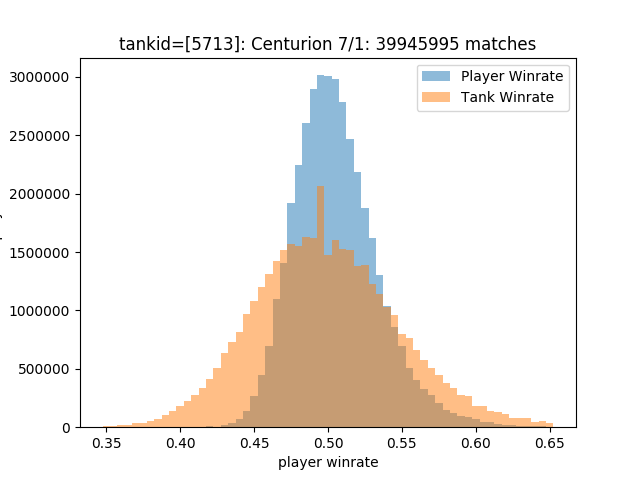 tankid=[5713]: Centurion 7/1: 39945995 matches
Player Winrate
Tank Winrate
3000000
2500000
2000000
1500000
1000000
500000
0
0.35 0.40 0.45 0.50 0.55 0.60 0.65
player winrate